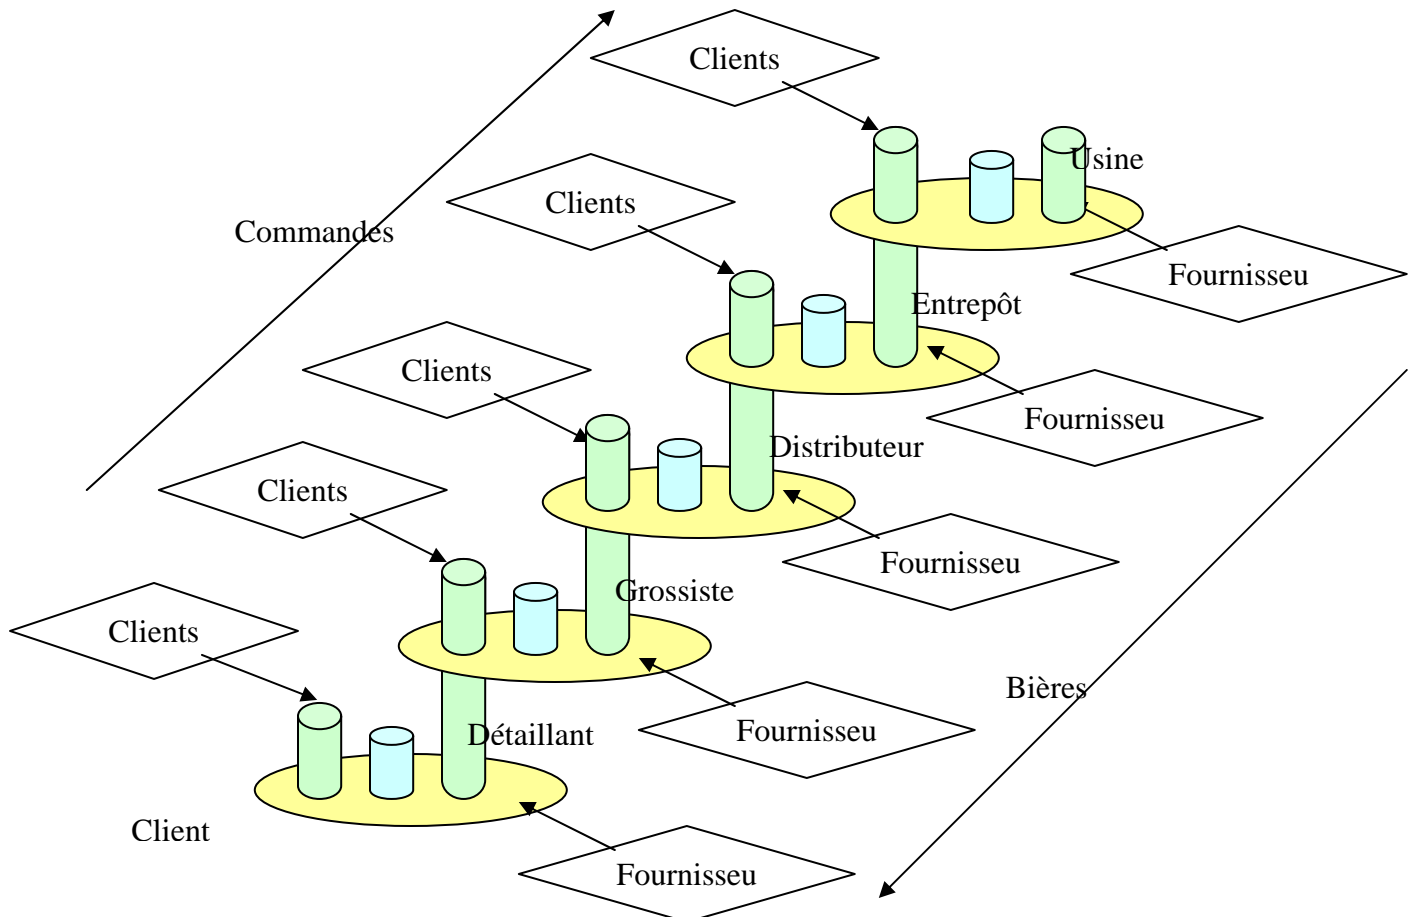 Clients
Usine
Clients
Commandes
Fournisseu
Entrepôt
Clients
Fournisseu
Distributeur
Clients
Fournisseu
Grossiste
Clients
Bières
Fournisseu
Détaillant
Client
Fournisseu